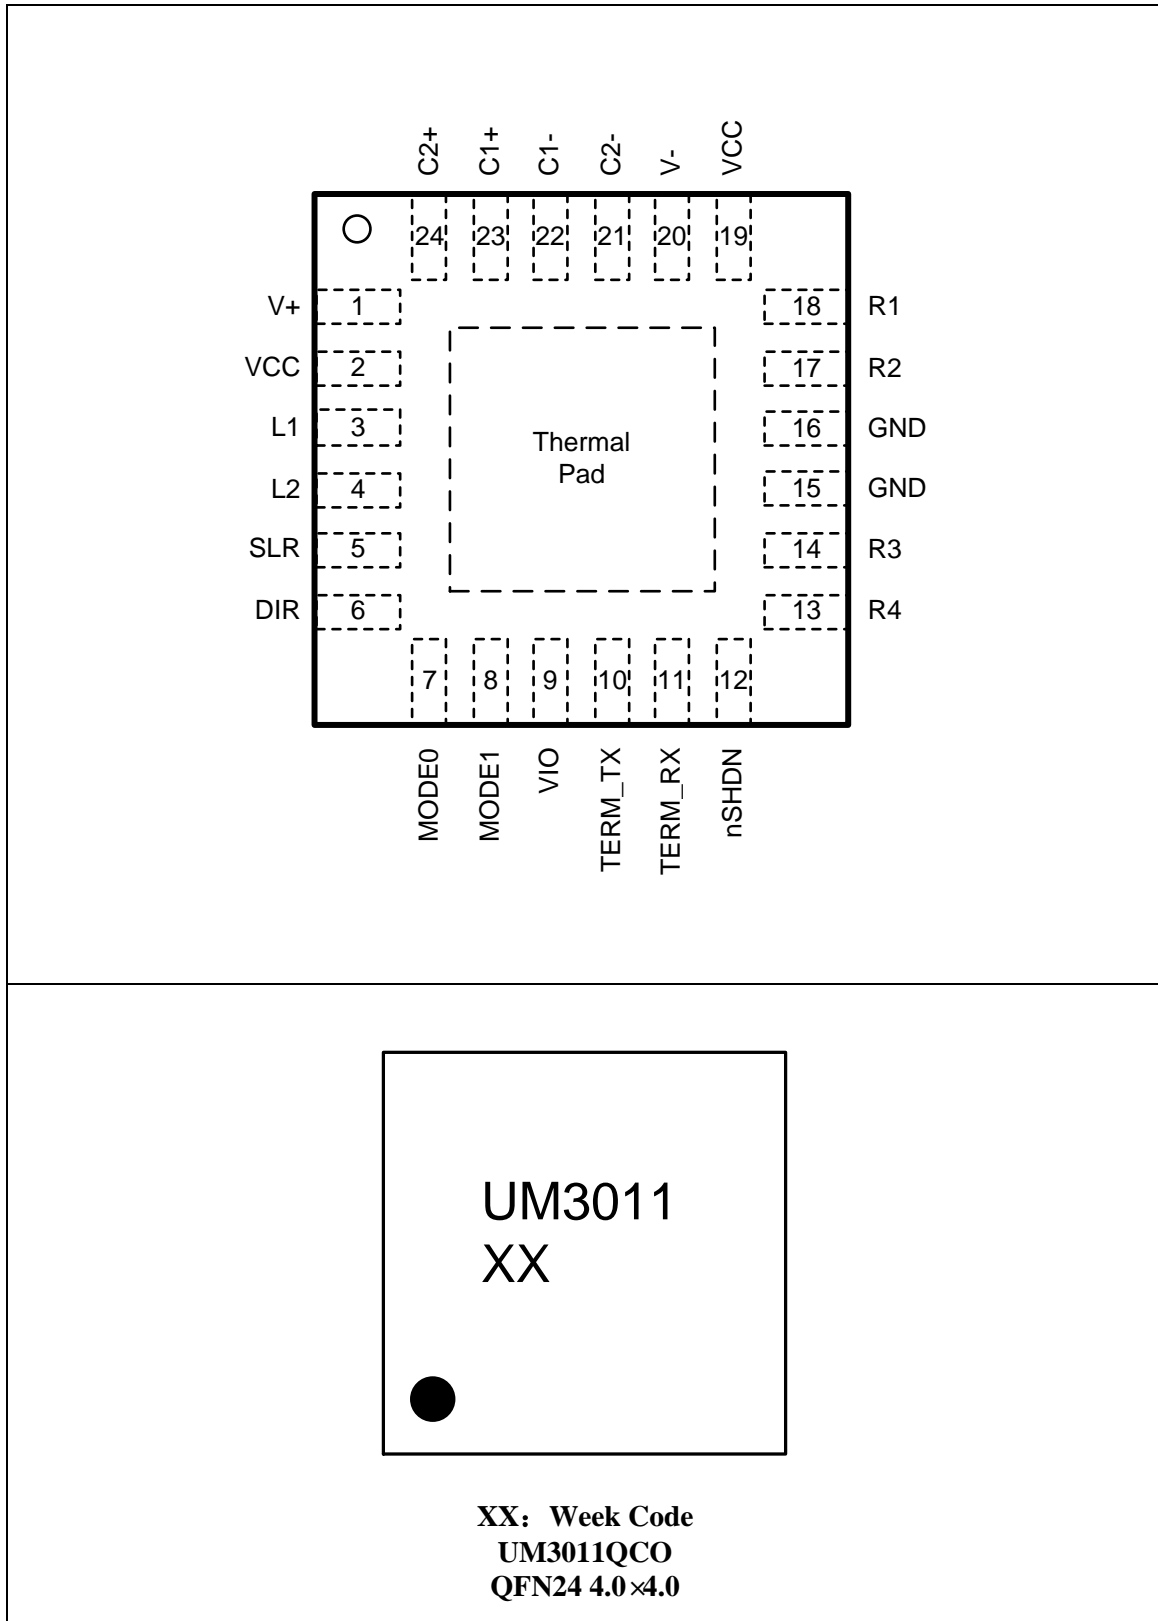 C2+ C1+ C1- C2- V- VCC
24 23 22 21 20 19
V+ 1 18 R1
VCC 2 17 R2
L1 3 16 GND
Thermal
Pad
L2 4 15 GND
SLR 5 14 R3
DIR 6 13 R4
7 8 9 10 11 12
MODE0 MODE1 VIO TERM_TX TERM_RX nSHDN
UM3011
XX
XX：Week Code
UM3011QCO
QFN24 4.0×4.0